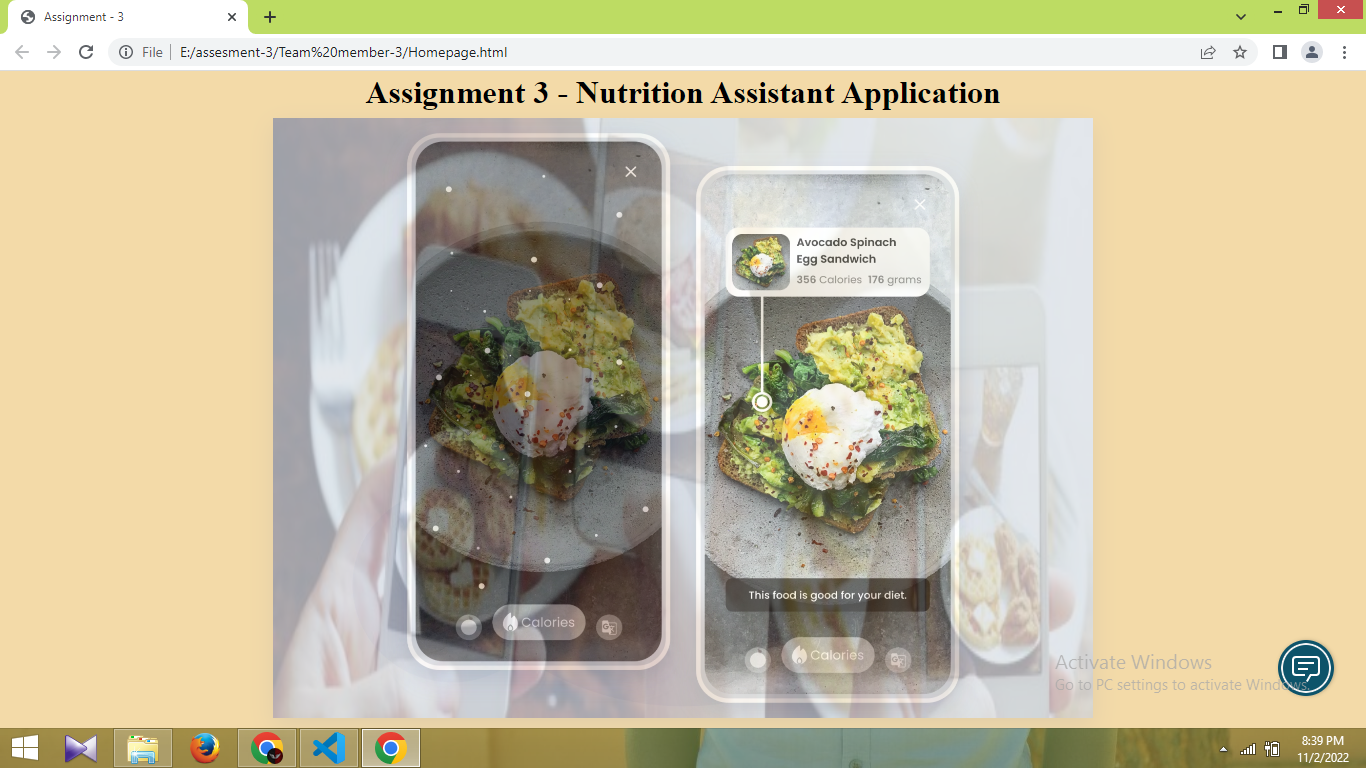 Assignment - 3
File
E:/assesment-3/Team%20member-3/Homepage.html
Assignment 3 - Nutrition Assistant Application
Avocado Spinach
Egg Sandwich
356 Calories 176 grams
This food is good for your diet.
Calories
Calories
Activate Windows
Go to PC settings to activate Windows.
8:39 PM
11/2/2022